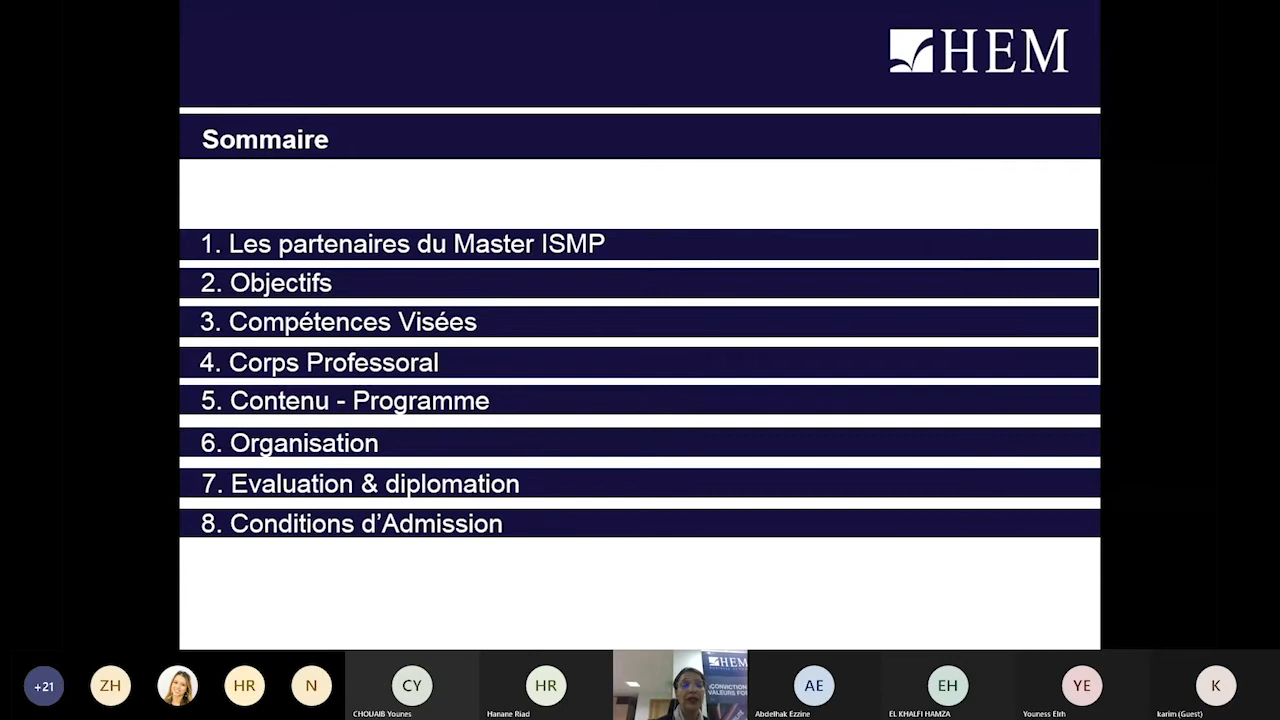 HEM
Sommaire
1. Les partenaires du Master ISMP
2. Objectifs
3. Compétences Visées
4. Corps Professoral
5. Contenu - Programme
6. Organisation
7. Evaluation & diplomation
8. Conditions d’Admission
+21
ZH
HR
N
CY
CHOUAIB Younes
HR
Hanane Riad
HEM
AE
Abdelhak Ezzine
EH
EL KHALFI HAMZA
YE
Youness Elrh
K
karim (Guest)